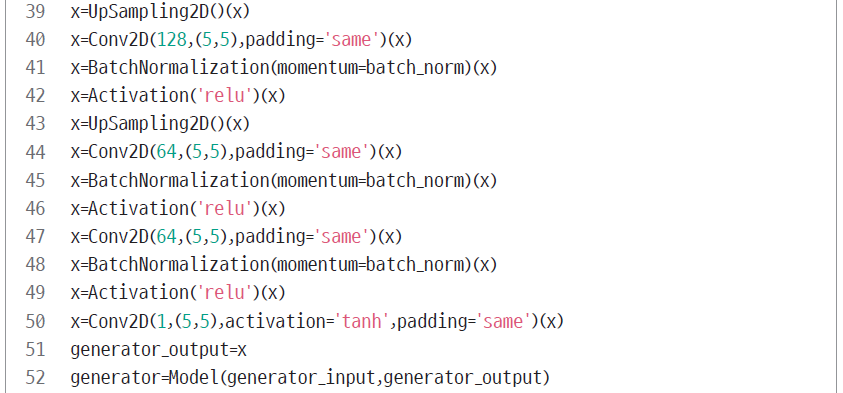 39 x=UpSampling2D()(x)
40 x=Conv2D(128,(5,5),padding='same')(x)
41 x=BatchNormalization(momentum=batch_norm)(x)
42 x=Activation('relu')(x)
43 x=UpSampling2D()(x)
44 x=Conv2D(64,(5,5),padding='same')(x)
45 x=BatchNormalization(momentum=batch_norm)(x)
46 x=Activation('relu')(x)
47 x=Conv2D(64,(5,5),padding='same')(x)
48 x=BatchNormalization(momentum=batch_norm)(x)
49 x=Activation('relu')(x)
50 x=Conv2D(1,(5,5),activation='tanh',padding='same')(x)
51 generator_output=x
52 generator=Model(generator_input,generator_output)